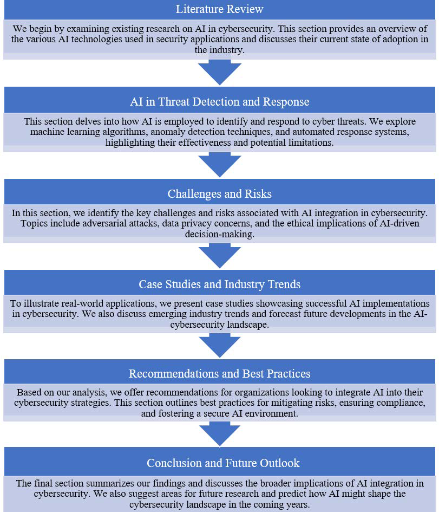 Literature Review
We begin by examining existing research on AI in cybersecurity. This section provides an overview of
the various AI technologies used in security applications and discusses their current state of adoption in
the industry.
AI in Threat Detection and Response
This section delves into how AI is employed to identify and respond to cyber threats. We explore
machine learning algorithms, anomaly detection techniques, and automated response systems,
highlighting their effectiveness and potential limitations.
Challenges and Risks
In this section, we identify the key challenges and risks associated with AI integration in cybersecurity.
Topics include adversarial attacks, data privacy concerns, and the ethical implications of AI-driven
decision-making.
Case Studies and Industry Trends
To illustrate real-world applications, we present case studies showcasing successful AI implementations
in cybersecurity. We also discuss emerging industry trends and forecast future developments in the AI-
cybersecurity landscape.
Recommendations and Best Practices
Based on our analysis, we offer recommendations for organizations looking to integrate AI into their
cybersecurity strategies. This section outlines best practices for mitigating risks, ensuring compliance,
and fostering a secure AI environment.
Conclusion and Future Outlook
The final section summarizes our findings and discusses the broader implications of AI integration in
cybersecurity. We also suggest areas for future research and predict how AI might shape the
cybersecurity landscape in the coming years.